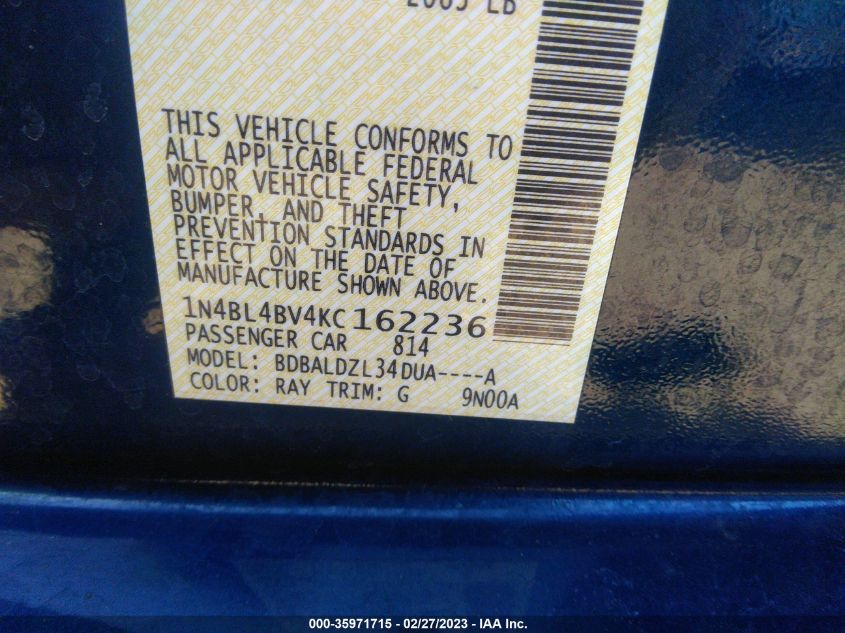 LB
THIS VEHICLE CONFORMS TO
ALL APPLICABLE FEDERAL
MOTOR VEHICLE SAFETY,
BUMPER, AND THEFT
PREVENTION STANDARDS IN
EFFECT ON THE DATE OF
MANUFACTURE SHOWN ABOVE.
1N4BL4BV4KC162236
PASSENGER CAR 814
MODEL: BDBALDZL34DUA----A
COLOR: RAY TRIM: G 9N00A
000-35971715 - 02/27/2023 - IAA Inc.